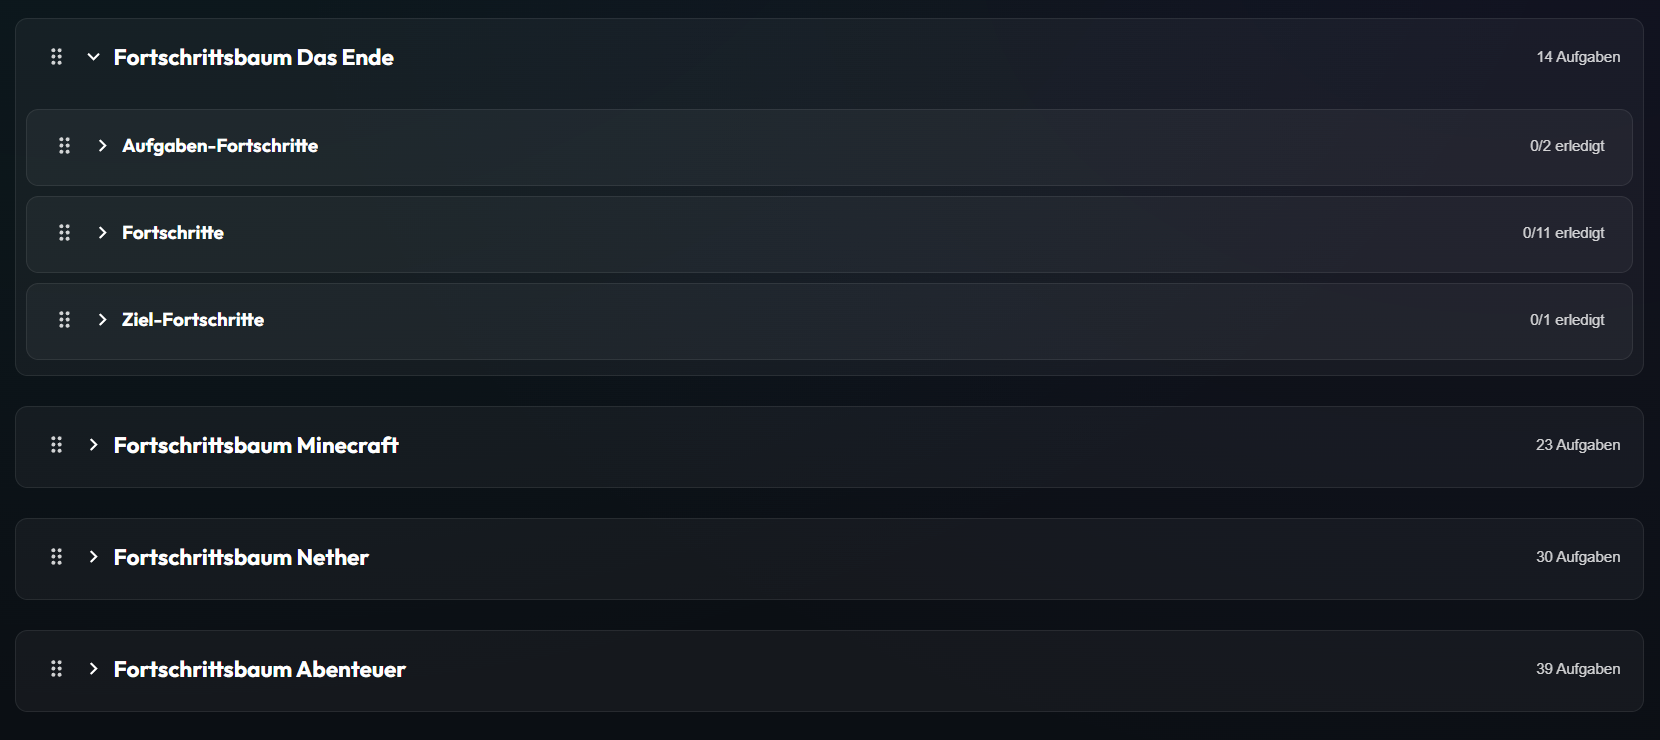 Fortschrittsbaum Das Ende 14 Aufgaben
Aufgaben-Fortschritte 0/2 erledigt
Fortschritte 0/11 erledigt
Ziel-Fortschritte 0/1 erledigt
Fortschrittsbaum Minecraft 23 Aufgaben
Fortschrittsbaum Nether 30 Aufgaben
Fortschrittsbaum Abenteuer 39 Aufgaben